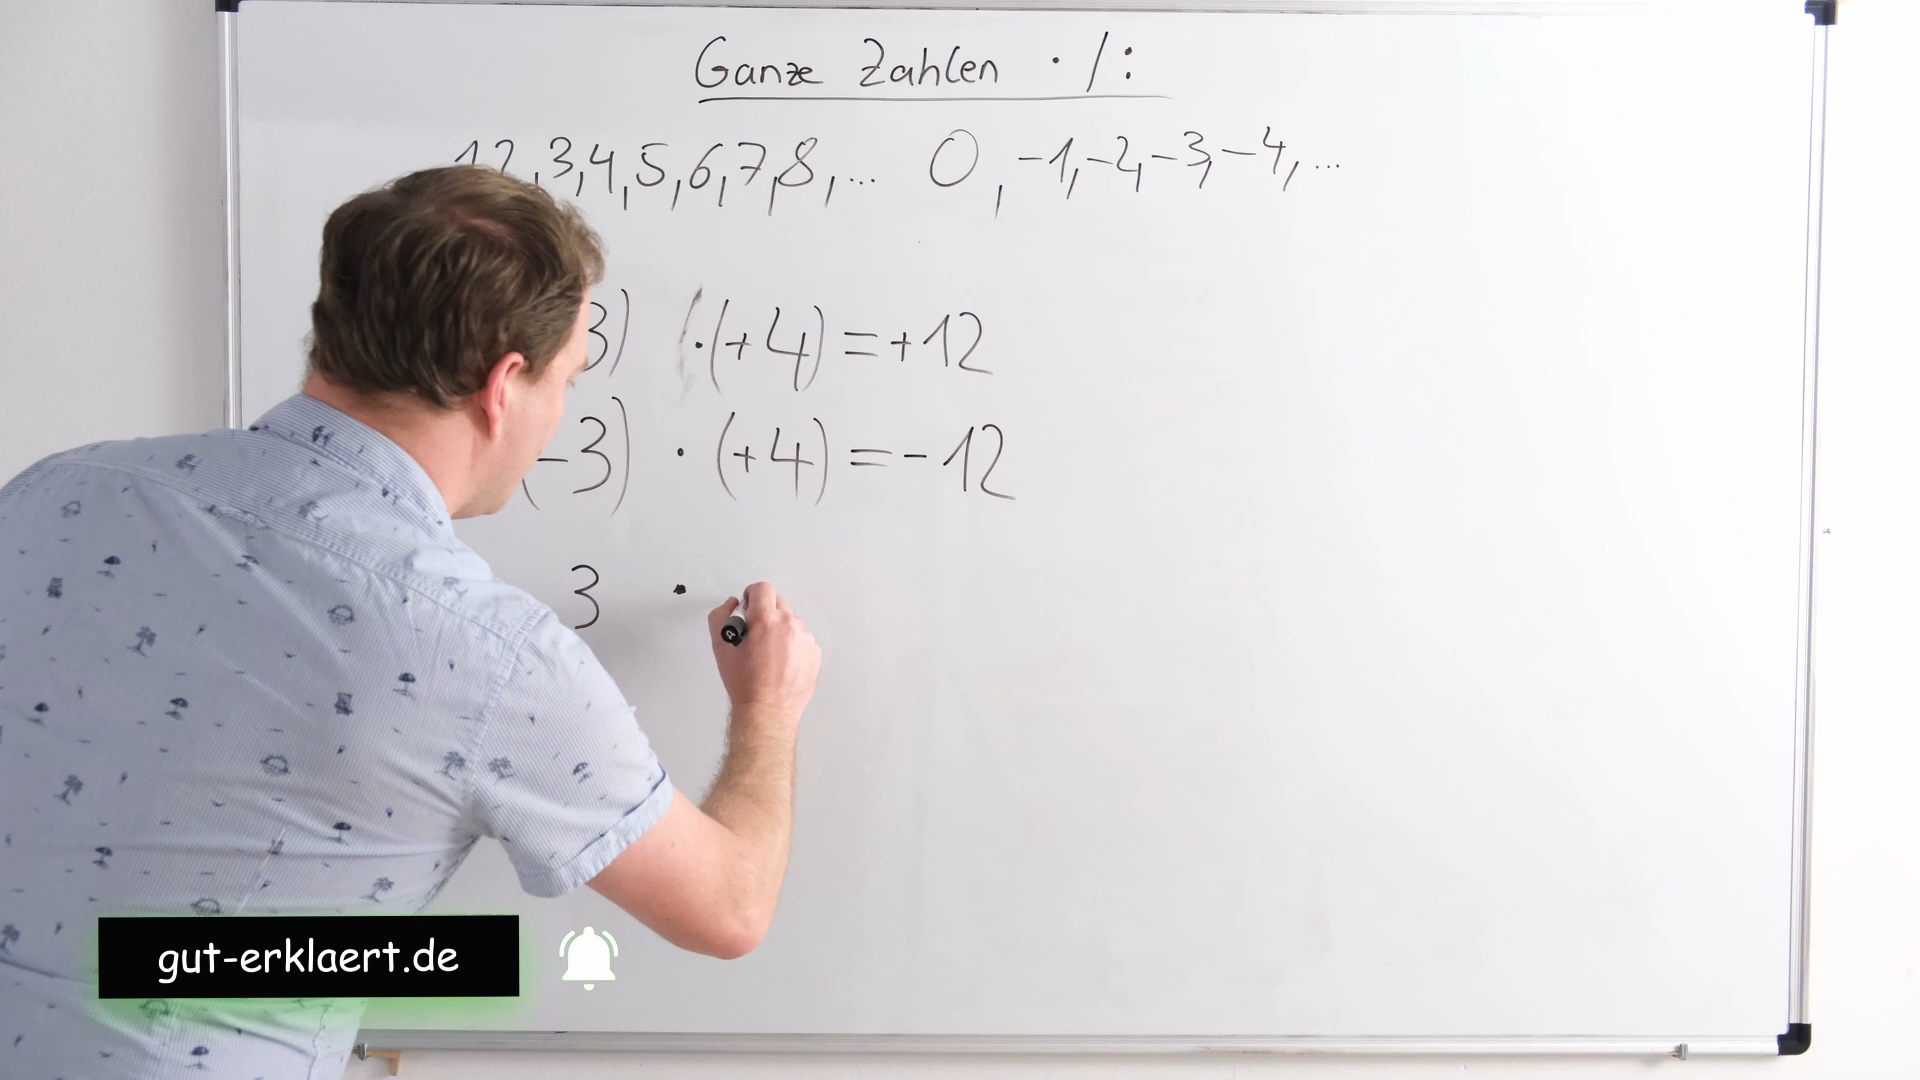 Ganze Zahlen · / :
12,3,4,5,6,7,8,... 0, -1,-2,-3,-4,...
3) ·(+4)=+12
(-3) · (+4)=-12
3 ·
A
gut-erklaert.de